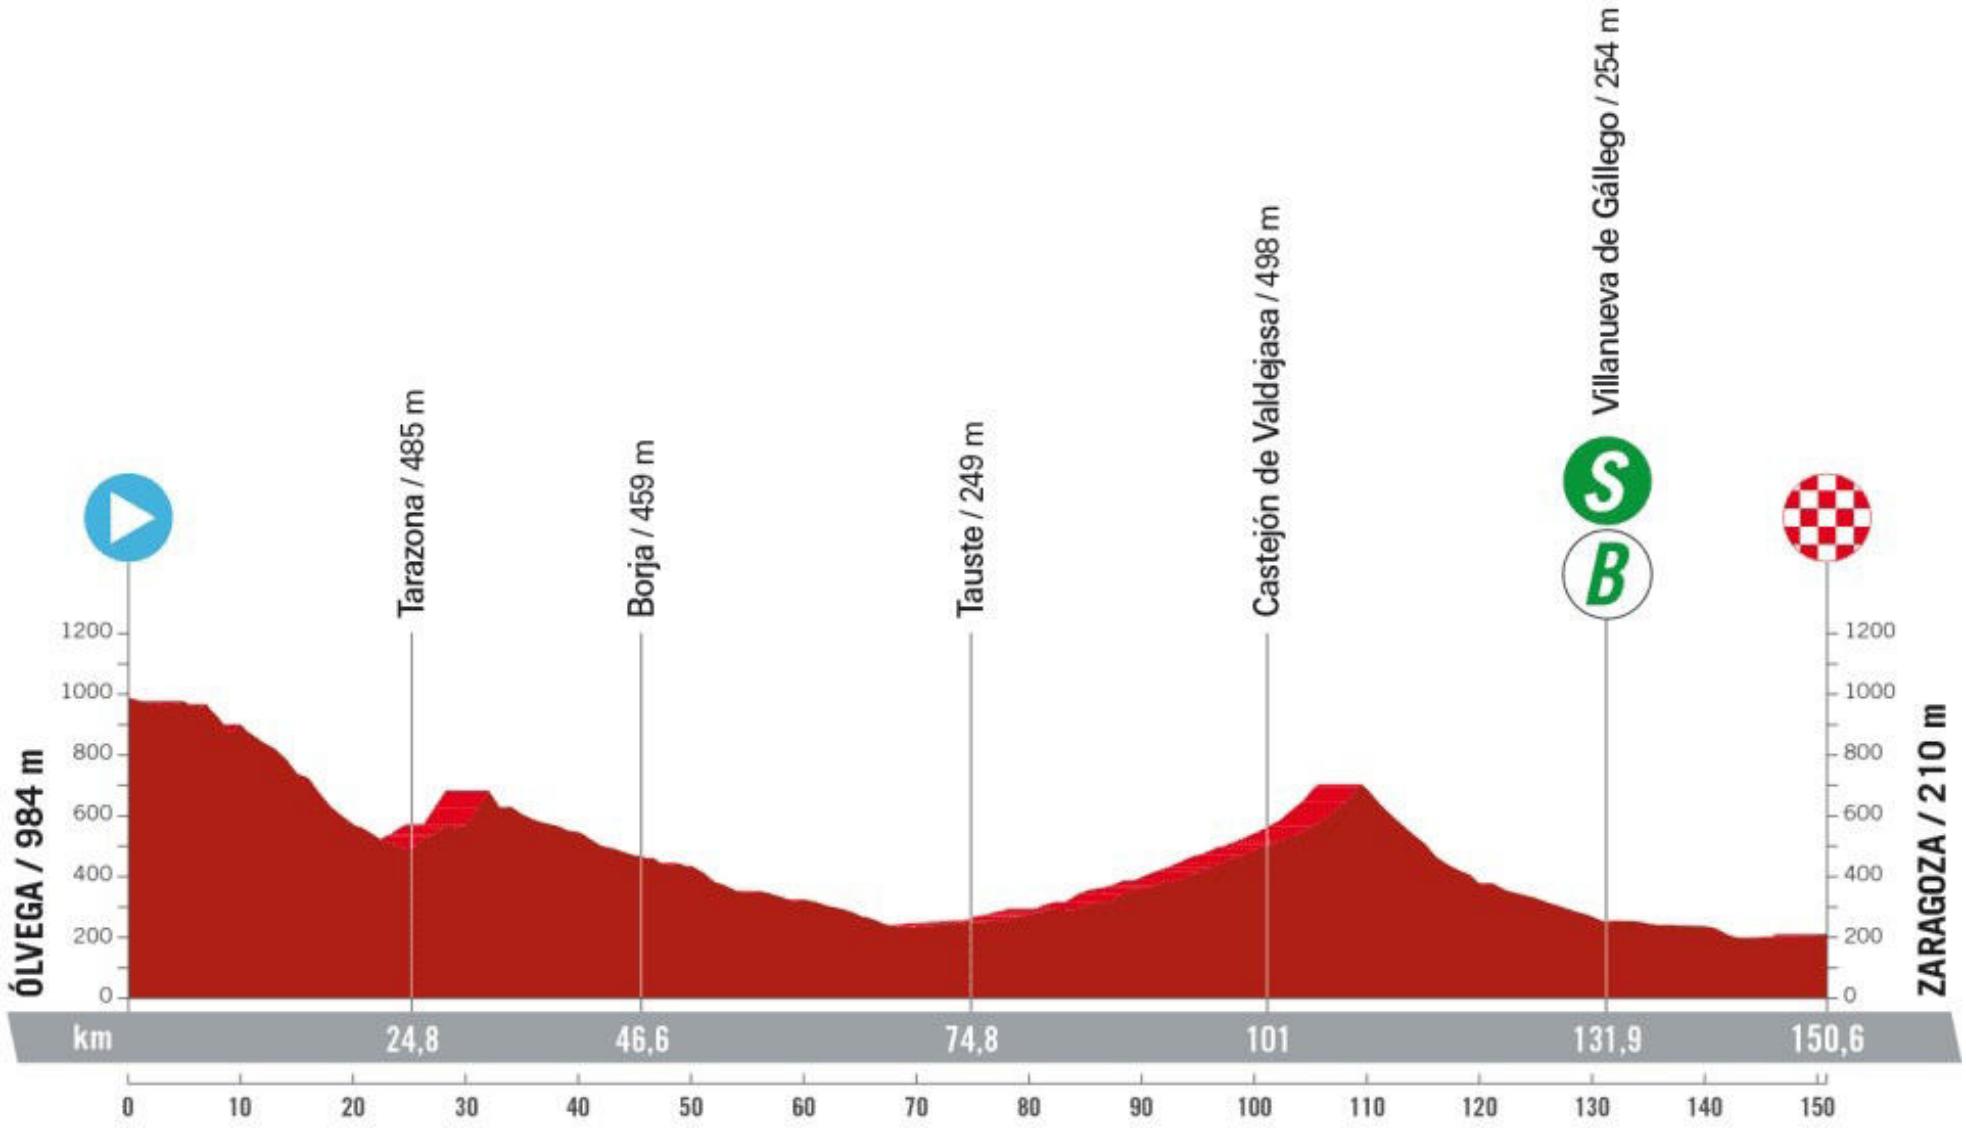 Villanueva de Gállego / 254 m
Castejón de Valdejasa / 498 m
Tarazona / 485 m
Borja / 459 m
Tauste / 249 m
S
B
1200
1000
800
600
400
200
0
1200
1000
800
600
400
200
0
ÓLVEGA / 984 m
ZARAGOZA / 210 m
km 24,8 46,6 74,8 101 131,9 150,6
0 10 20 30 40 50 60 70 80 90 100 110 120 130 140 150